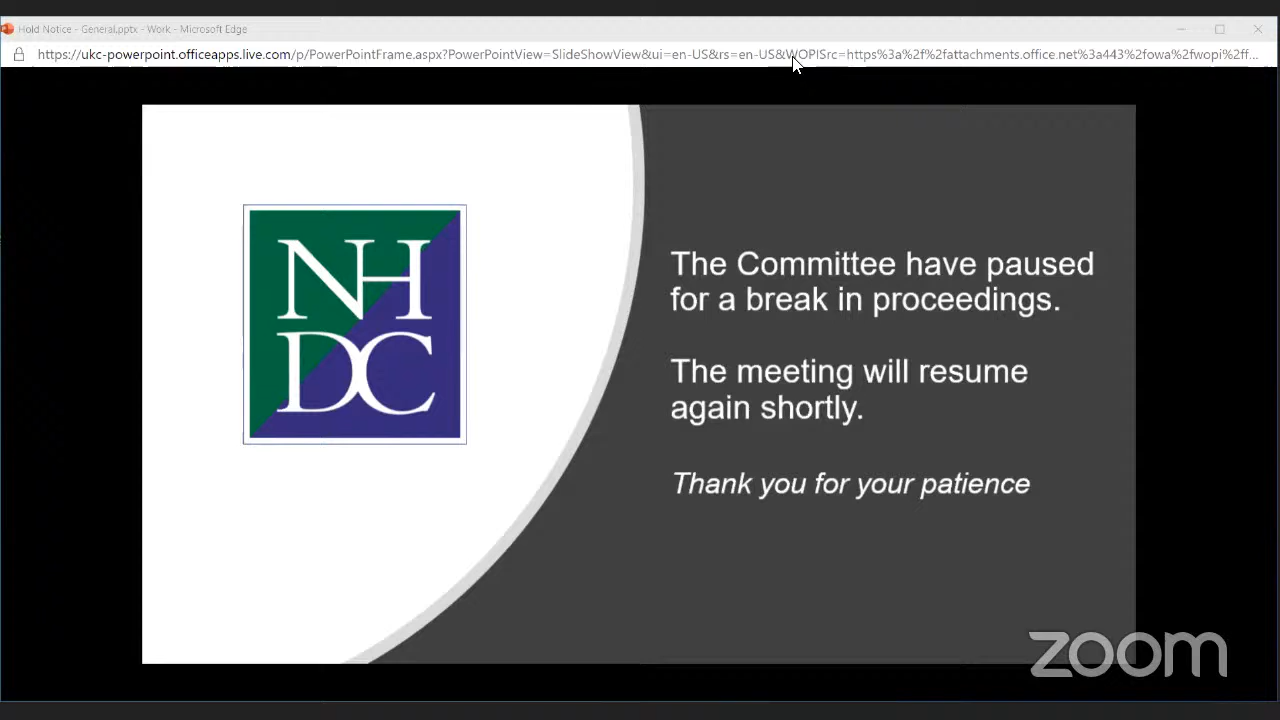 Hold Notice - General.pptx - Work - Microsoft Edge
https://ukc-powerpoint.officeapps.live.com/p/PowerPointFrame.aspx?PowerPointView=SlideShowView&ui=en-US&rs=en-US&WOPISrc=https%3a%2f%2fattachments.office.net%3a443%2fowa%2fwopi%2ff...
NH
DC
The Committee have paused
for a break in proceedings.
The meeting will resume
again shortly.
Thank you for your patience
zoom